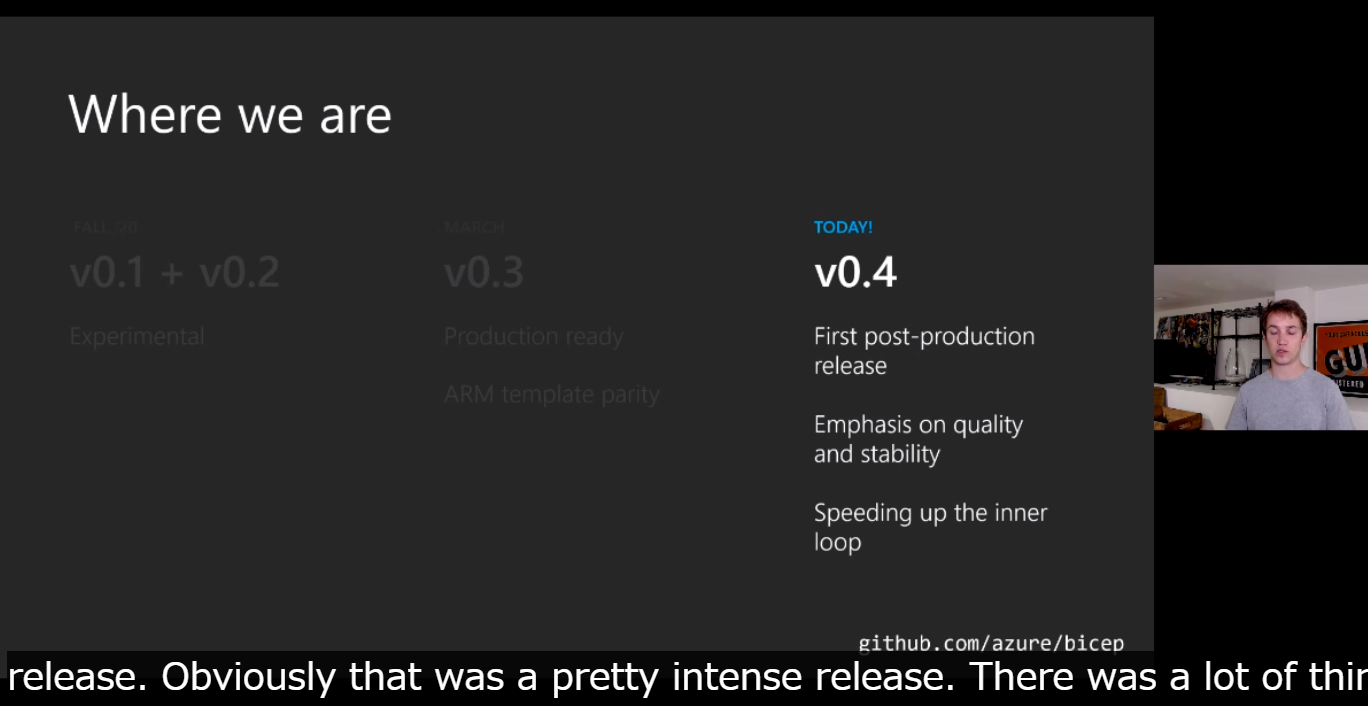 Where we are
FALL '20
v0.1 + v0.2
Experimental
MARCH
v0.3
Production ready
ARM template parity
TODAY!
v0.4
First post-production
release
Emphasis on quality
and stability
Speeding up the inner
loop
github.com/azure/bicep
GU
release. Obviously that was a pretty intense release. There was a lot of thin